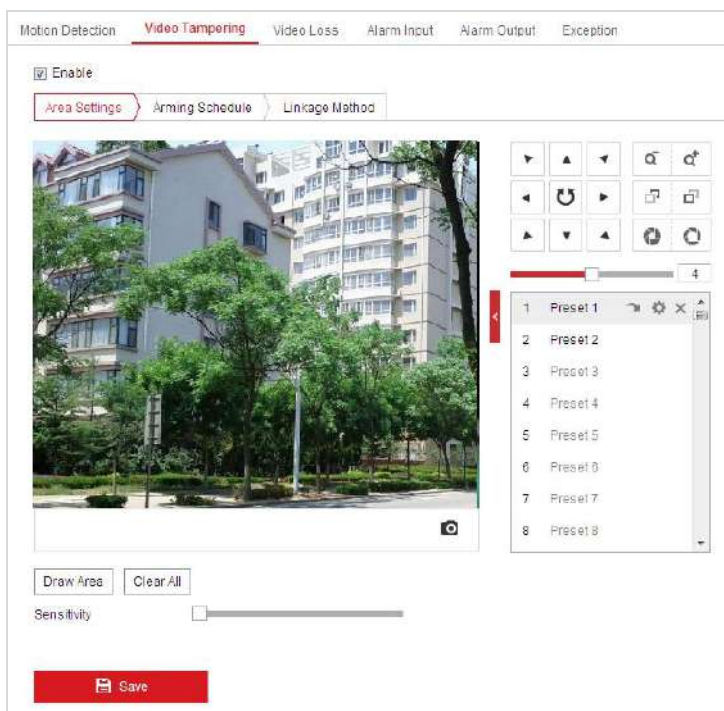 Motion Detection Video Tampering Video Loss Alarm Input Alarm Output Exception
Enable
Area Settings Arming Schedule Linkage Method
4
1 Preset 1
2 Preset 2
3 Preset 3
4 Preset 4
5 Preset 5
6 Preset 6
7 Preset 7
8 Preset 8
Draw Area Clear All
Sensitivity
Save